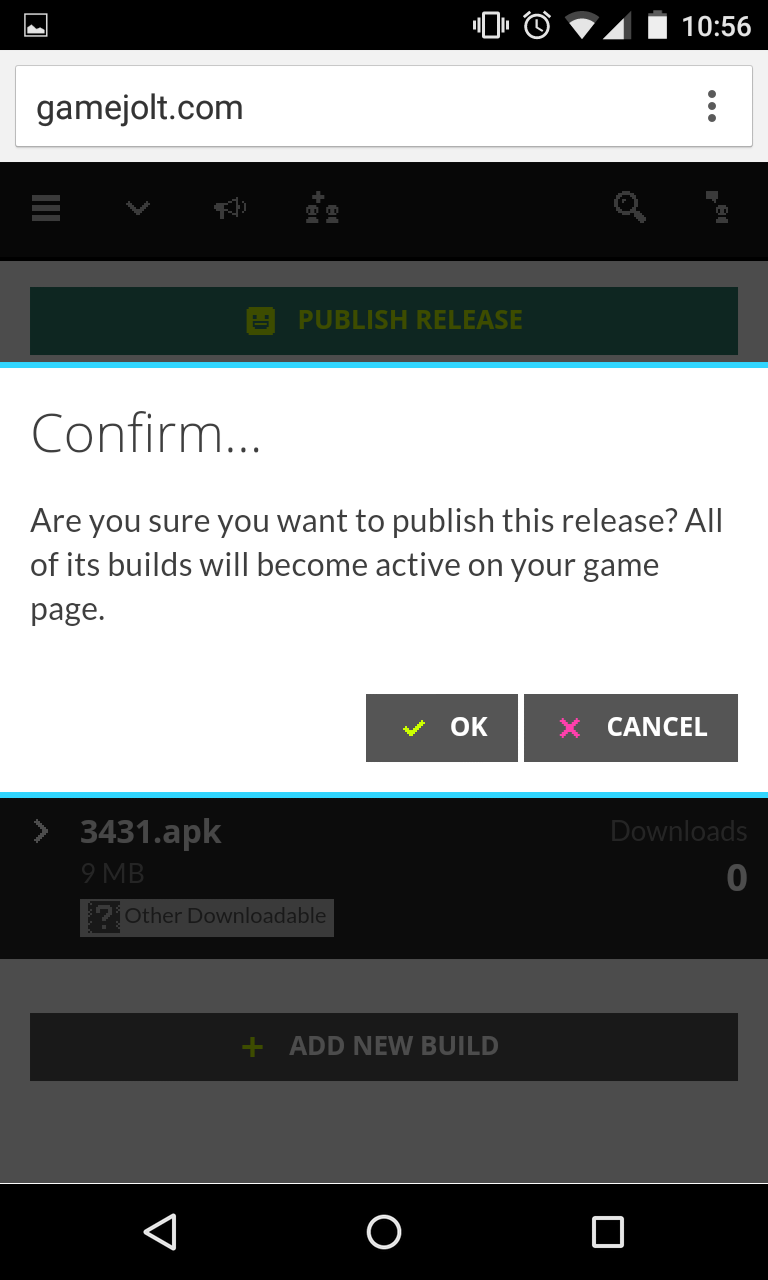 10:56
gamejolt.com
PUBLISH RELEASE
Confirm...
Are you sure you want to publish this release? All
of its builds will become active on your game
page.
OK CANCEL
3431.apk Downloads
9 MB 0
Other Downloadable
ADD NEW BUILD